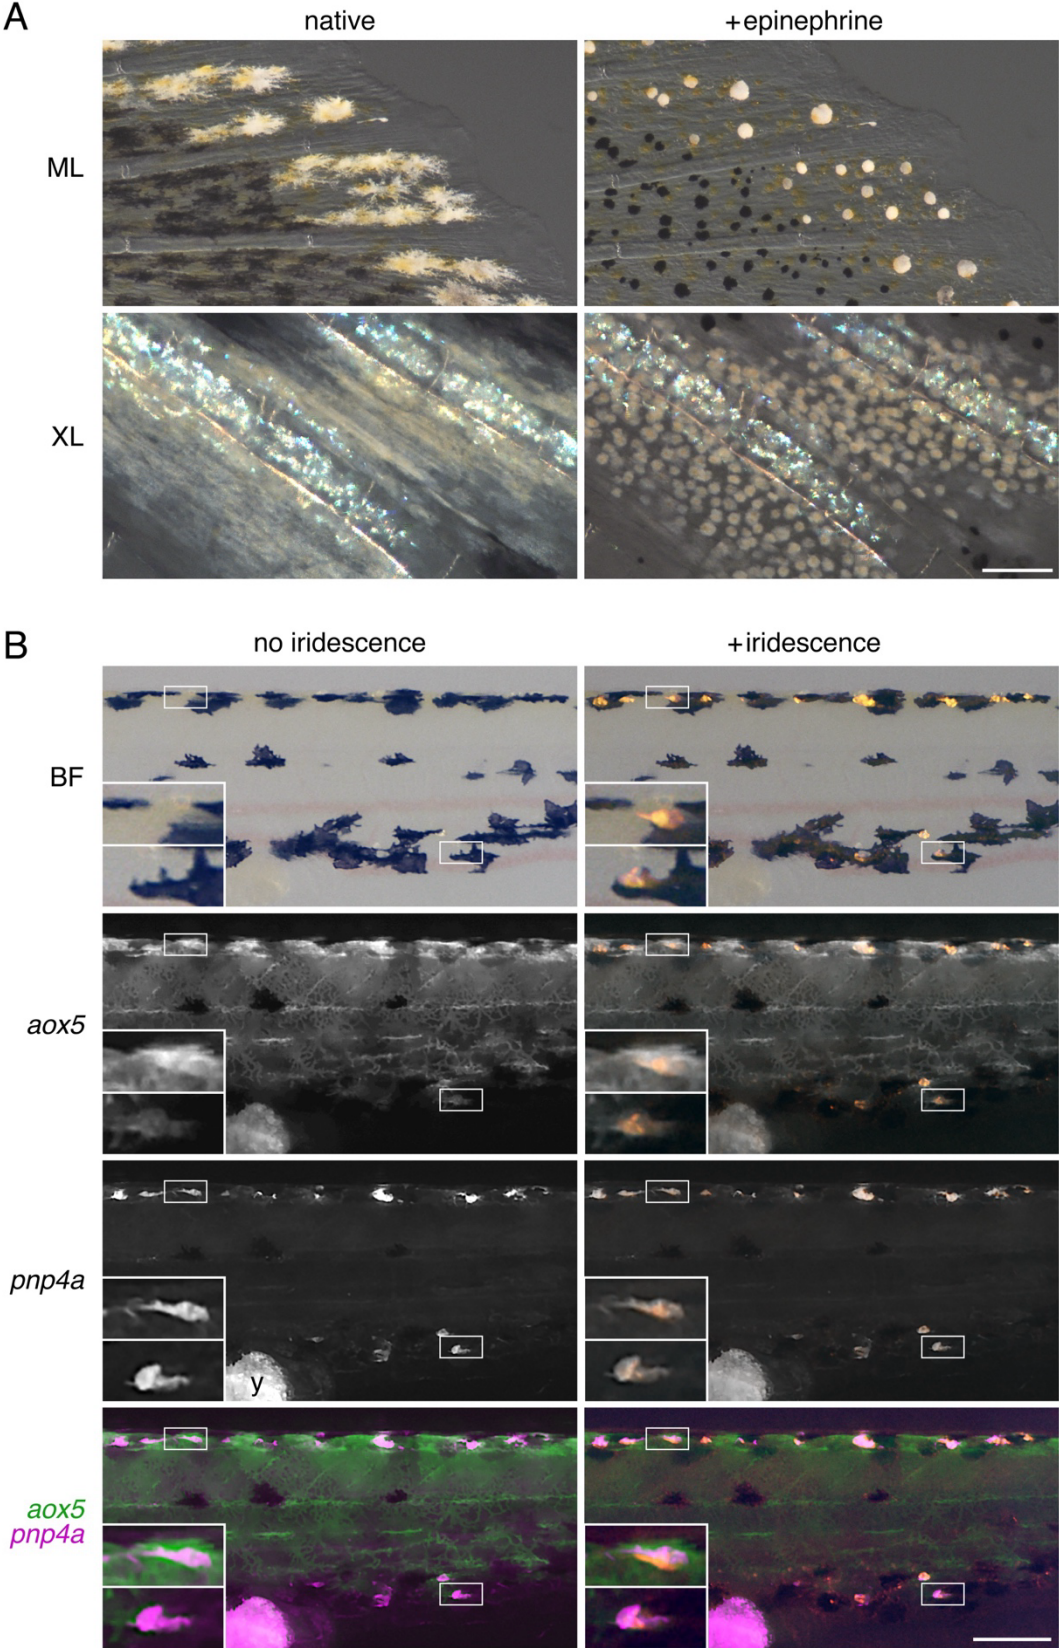 A
native
+epinephrine
ML
XL
B
no iridescence
+iridescence
BF
aox5
pnp4a
y
aox5
pnp4a